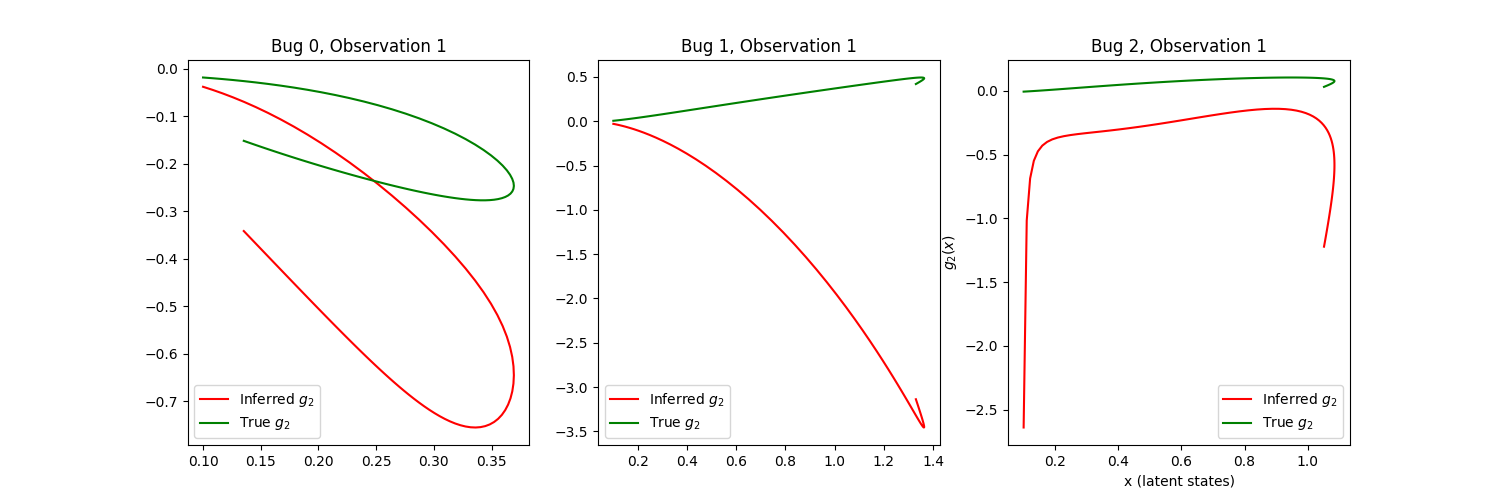 Bug 0, Observation 1
0.0
−0.1
−0.2
−0.3
−0.4
−0.5
−0.6
−0.7
0.10 0.15 0.20 0.25 0.30 0.35
Inferred g₂
True g₂
Bug 1, Observation 1
0.5
0.0
−0.5
−1.0
−1.5
−2.0
−2.5
−3.0
−3.5
0.2 0.4 0.6 0.8 1.0 1.2 1.4
Inferred g₂
True g₂
Bug 2, Observation 1
g₂(x)
0.0
−0.5
−1.0
−1.5
−2.0
−2.5
0.2 0.4 0.6 0.8 1.0
x (latent states)
Inferred g₂
True g₂